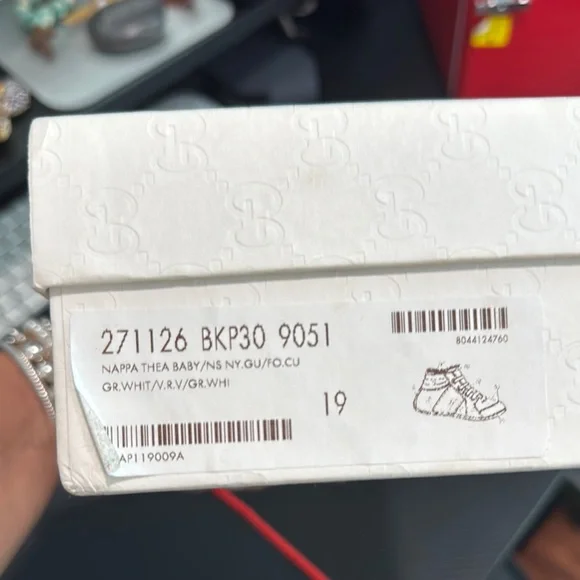 271126 BKP30 9051
8044124760
NAPPA THEA BABY/NS NY.GU/FO.CU
GR.WHIT/V.R.V/GR.WHI
19
AP119009A